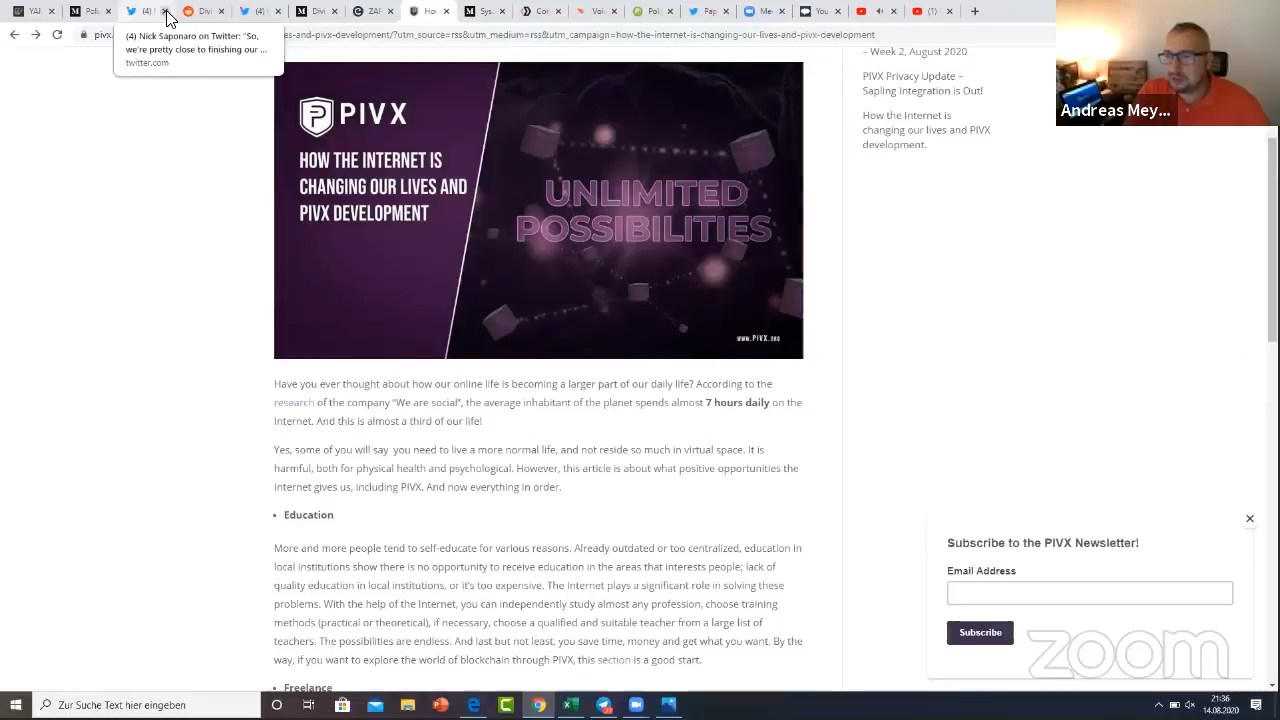 YAI
Mo
Poli
(4) !
Divi
(4)
Divi
ZAF
Ho
Sys
Con
Voi
Tap
You
(1)
pivx.
es-and-pivx-development/?utm_source=rss&utm_medium=rss&utm_campaign=how-the-internet-is-changing-our-lives-and-pivx-development
(4) Nick Saponaro on Twitter: "So,
we're pretty close to finishing our ...
twitter.com
– Week 2, August 2020
PIVX Privacy Update –
Sapling Integration is Out!
How the Internet is
changing our lives and PIVX
development.
Andreas Mey...
PIVX
HOW THE INTERNET IS
CHANGING OUR LIVES AND
PIVX DEVELOPMENT
UNLIMITED
POSSIBILITIES
WWW.PIVX.ORG
Have you ever thought about how our online life is becoming a larger part of our daily life? According to the
research of the company “We are social”, the average inhabitant of the planet spends almost 7 hours daily on the
Internet. And this is almost a third of our life!
Yes, some of you will say you need to live a more normal life, and not reside so much in virtual space. It is
harmful, both for physical health and psychological. However, this article is about what positive opportunities the
Internet gives us, including PIVX. And now everything in order.
• Education
More and more people tend to self-educate for various reasons. Already outdated or too centralized, education in
local institutions show there is no opportunity to receive education in the areas that interests people; lack of
quality education in local institutions, or it’s too expensive. The Internet plays a significant role in solving these
problems. With the help of the Internet, you can independently study almost any profession, choose training
methods (practical or theoretical), if necessary, choose a qualified and suitable teacher from a large list of
teachers. The possibilities are endless. And last but not least, you save time, money and get what you want. By the
way, if you want to explore the world of blockchain through PIVX, this section is a good start.
• Freelance
Subscribe to the PIVX Newsletter!
Email Address
Subscribe
zoom
Zur Suche Text hier eingeben
21:36
14.08.2020